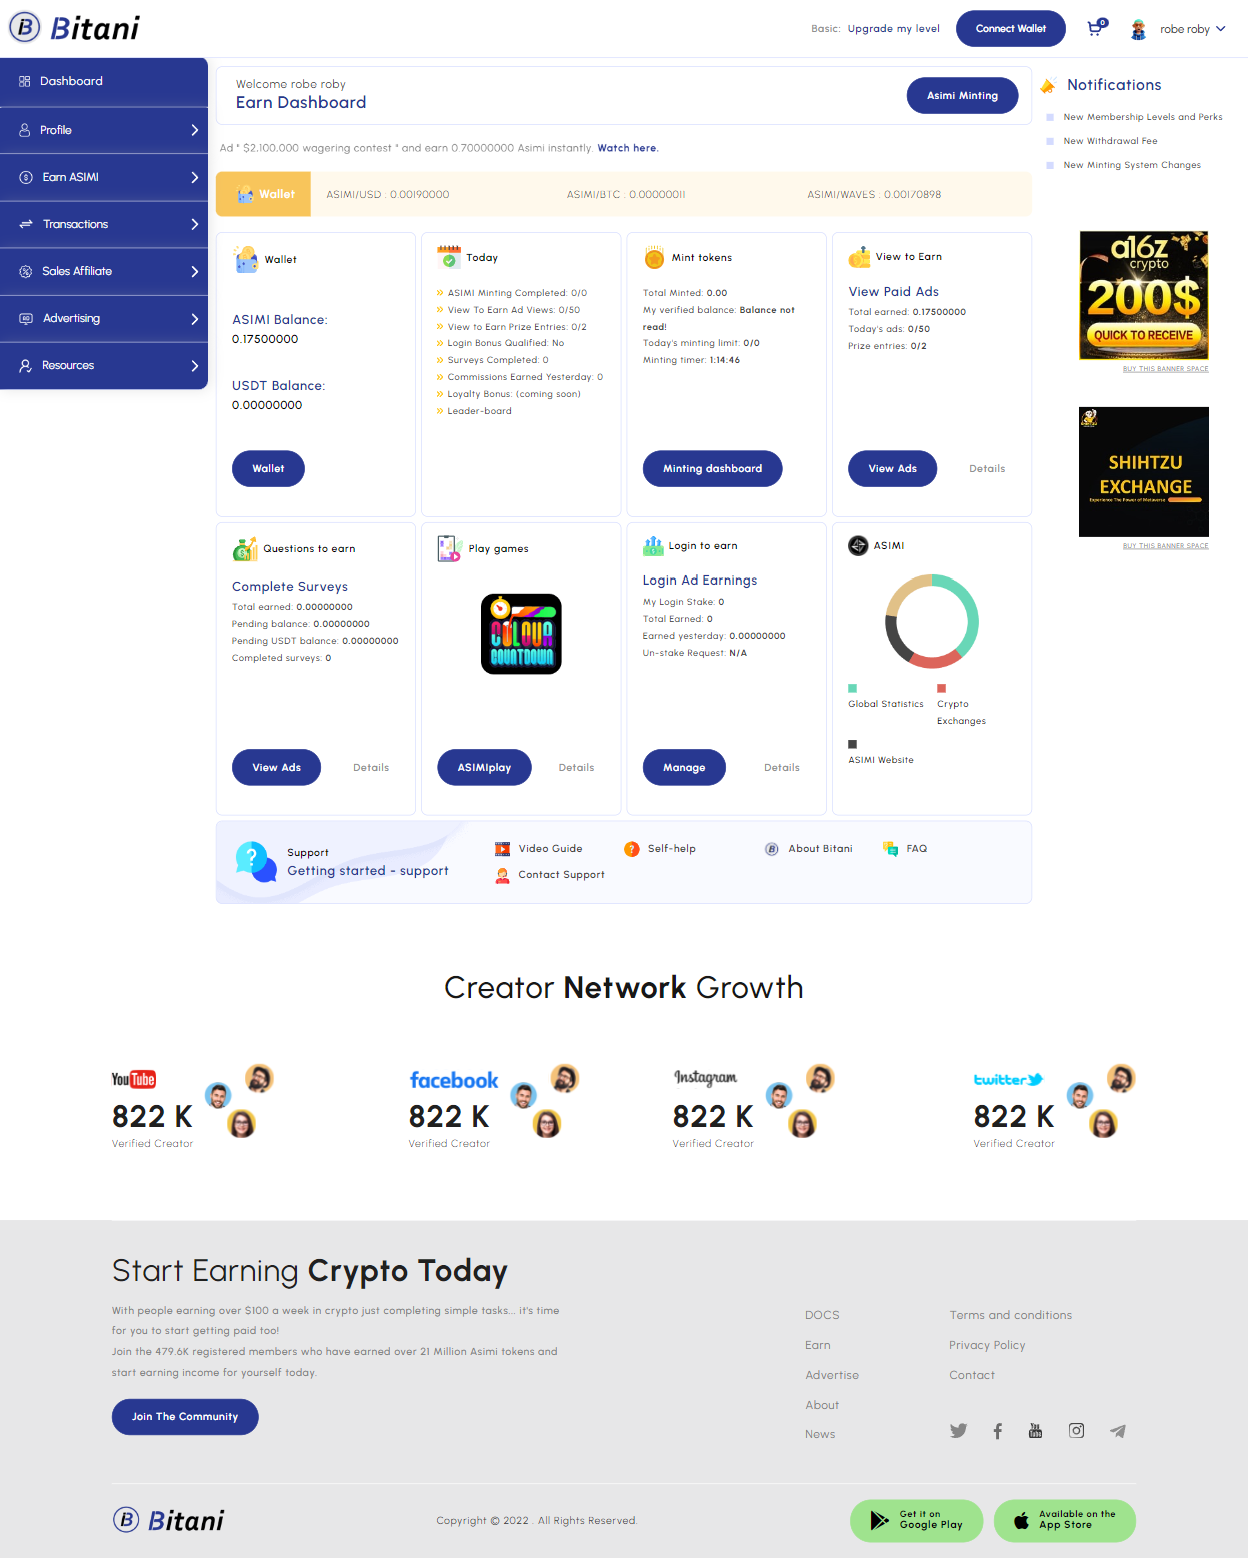 Bitani
Basic: Upgrade my level
Connect Wallet
0
robe roby
Dashboard
Profile
Earn ASIMI
Transactions
Sales Affiliate
Advertising
Resources
Welcome robe roby
Earn Dashboard
Asimi Minting
Ad " $2,100,000 wagering contest " and earn 0.70000000 Asimi instantly. Watch here.
Wallet
ASIMI/USD : 0.00190000
ASIMI/BTC : 0.00000011
ASIMI/WAVES : 0.00170898
Notifications
New Membership Levels and Perks
New Withdrawal Fee
New Minting System Changes
Wallet
ASIMI Balance:
0.17500000
USDT Balance:
0.00000000
Wallet
Today
ASIMI Minting Completed: 0/0
View To Earn Ad Views: 0/50
View to Earn Prize Entries: 0/2
Login Bonus Qualified: No
Surveys Completed: 0
Commissions Earned Yesterday: 0
Loyalty Bonus: (coming soon)
Leader-board
Mint tokens
Total Minted: 0.00
My verified balance: Balance not
read!
Today's minting limit: 0/0
Minting timer: 1:14:46
Minting dashboard
View to Earn
View Paid Ads
Total earned: 0.17500000
Today's ads: 0/50
Prize entries: 0/2
View Ads
Details
a16z
crypto
200$
QUICK TO RECEIVE
BUY THIS BANNER SPACE
SHIHTZU
EXCHANGE
Experience The Power of Metaverse
BUY THIS BANNER SPACE
Questions to earn
Complete Surveys
Total earned: 0.00000000
Pending balance: 0.00000000
Pending USDT balance: 0.00000000
Completed surveys: 0
View Ads
Details
Play games
COLOUR
COUNTDOWN
ASIMIplay
Details
Login to earn
Login Ad Earnings
My Login Stake: 0
Total Earned: 0
Earned yesterday: 0.00000000
Un-stake Request: N/A
Manage
Details
ASIMI
Global Statistics
Crypto
Exchanges
ASIMI Website
Support
Getting started - support
Video Guide
Self-help
About Bitani
FAQ
Contact Support
Creator Network Growth
YouTube
822 K
Verified Creator
facebook
822 K
Verified Creator
Instagram
822 K
Verified Creator
twitter
822 K
Verified Creator
Start Earning Crypto Today
With people earning over $100 a week in crypto just completing simple tasks... it's time
for you to start getting paid too!
Join the 479.6K registered members who have earned over 21 Million Asimi tokens and
start earning income for yourself today.
Join The Community
DOCS
Earn
Advertise
About
News
Terms and conditions
Privacy Policy
Contact
Bitani
Copyright © 2022 . All Rights Reserved.
Get it on
Google Play
Available on the
App Store